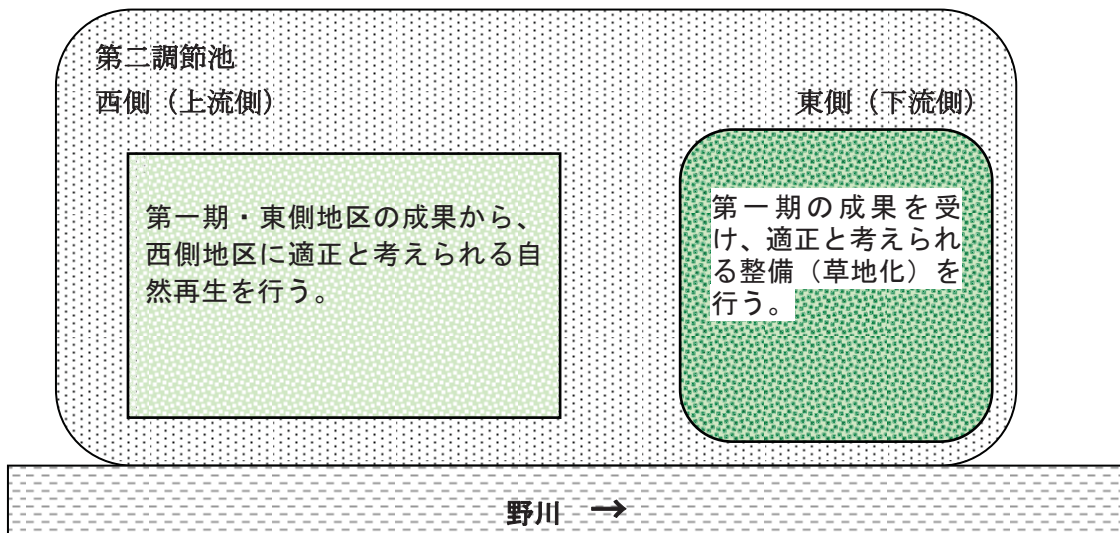 第二調節池
西側（上流側）
東側（下流側）
第一期・東側地区の成果から、
西側地区に適正と考えられる自
然再生を行う。
第一期の成果を受
け、適正と考えられ
る整備（草地化）を
行う。
野川 →